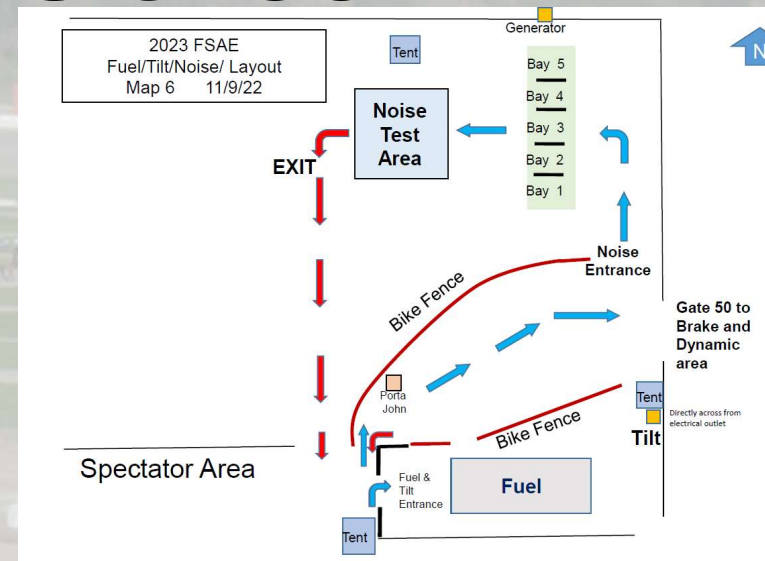 2023 FSAE
Fuel/Tilt/Noise/ Layout
Map 6 11/9/22
Tent
Generator
N
Bay 5
Bay 4
Bay 3
Bay 2
Bay 1
Noise
Test
Area
EXIT
Noise
Entrance
Bike Fence
Gate 50 to
Brake and
Dynamic
area
Porta
John
Tent
Directly across from
electrical outlet
Tilt
Bike Fence
Spectator Area
Fuel &
Tilt
Entrance
Fuel
Tent